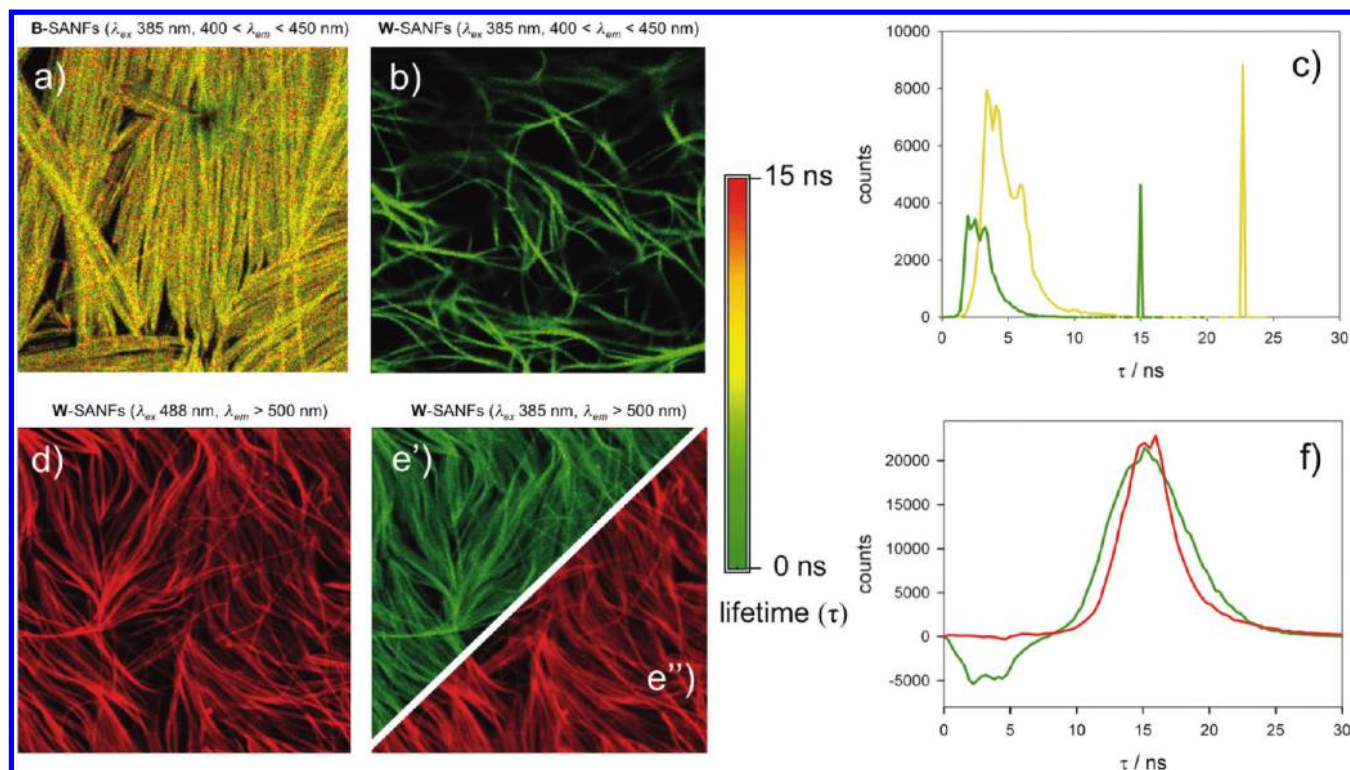 B-SANFs (λex 385 nm, 400 < λem < 450 nm)
W-SANFs (λex 385 nm, 400 < λem < 450 nm)
a)
b)
c)
10000
8000
6000
4000
2000
0
counts
0 5 10 15 20 25 30
τ / ns
15 ns
0 ns
lifetime (τ)
W-SANFs (λex 488 nm, λem > 500 nm)
W-SANFs (λex 385 nm, λem > 500 nm)
d)
e')
e'')
f)
20000
15000
10000
5000
0
-5000
counts
0 5 10 15 20 25 30
τ / ns